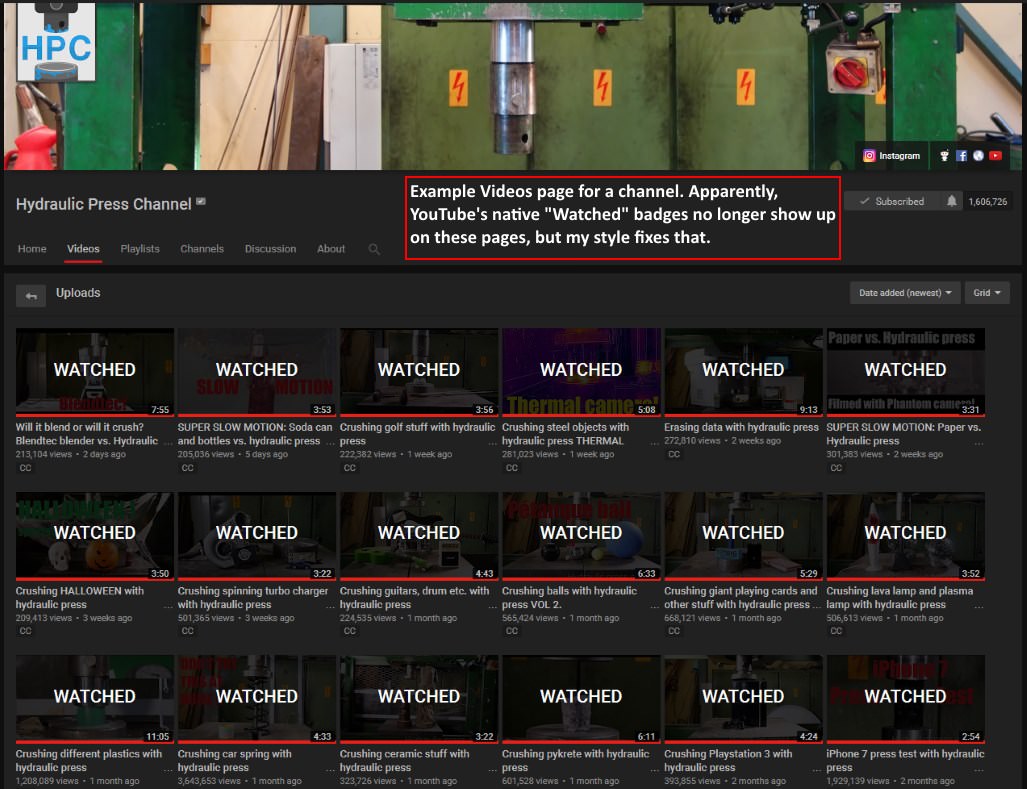 HPC
Instagram
Hydraulic Press Channel
Example Videos page for a channel. Apparently,
YouTube's native "Watched" badges no longer show up
on these pages, but my style fixes that.
Subscribed 1,606,726
Home Videos Playlists Channels Discussion About
Uploads
Date added (newest) Grid
WATCHED WATCHED WATCHED WATCHED WATCHED WATCHED
Blendtec SLOW MOTION Thermal camera! Paper vs. Hydraulic press Filmed with Phantom camera!
7:55 3:53 3:56 5:08 9:13 3:31
Will it blend or will it crush? SUPER SLOW MOTION: Soda can Crushing golf stuff with hydraulic Crushing steel objects with Erasing data with hydraulic press SUPER SLOW MOTION: Paper vs.
Blendtec blender vs. Hydraulic ... and bottles vs. hydraulic press ... press ... hydraulic press THERMAL ... Hydraulic press ...
213,104 views • 2 days ago 205,036 views • 5 days ago 222,382 views • 1 week ago 281,023 views • 1 week ago 272,810 views • 2 weeks ago 301,383 views • 2 weeks ago
CC CC CC CC CC CC
HALLOWEEN! Petanque ball
WATCHED WATCHED WATCHED WATCHED WATCHED WATCHED
3:50 3:22 4:43 6:33 5:29 3:52
Crushing HALLOWEEN with Crushing spinning turbo charger Crushing guitars, drum etc. with Crushing balls with hydraulic Crushing giant playing cards and Crushing lava lamp and plasma
hydraulic press ... with hydraulic press ... hydraulic press ... press VOL 2. ... other stuff with hydraulic press ... lamp with hydraulic press ...
209,413 views • 3 weeks ago 501,365 views • 3 weeks ago 224,535 views • 1 month ago 565,424 views • 1 month ago 668,121 views • 1 month ago 506,613 views • 1 month ago
CC CC CC CC CC CC
iPhone 7
WATCHED WATCHED WATCHED WATCHED WATCHED WATCHED
11:05 4:33 3:22 6:11 4:24 2:54
Crushing different plastics with Crushing car spring with Crushing ceramic stuff with Crushing pykrete with hydraulic Crushing Playstation 3 with iPhone 7 press test with hydraulic
hydraulic press ... hydraulic press ... hydraulic press ... press ... hydraulic press ... press ...
1,208,089 views • 1 month ago 3,643,653 views • 1 month ago 323,726 views • 1 month ago 601,528 views • 1 month ago 393,855 views • 2 months ago 1,929,139 views • 2 months ago